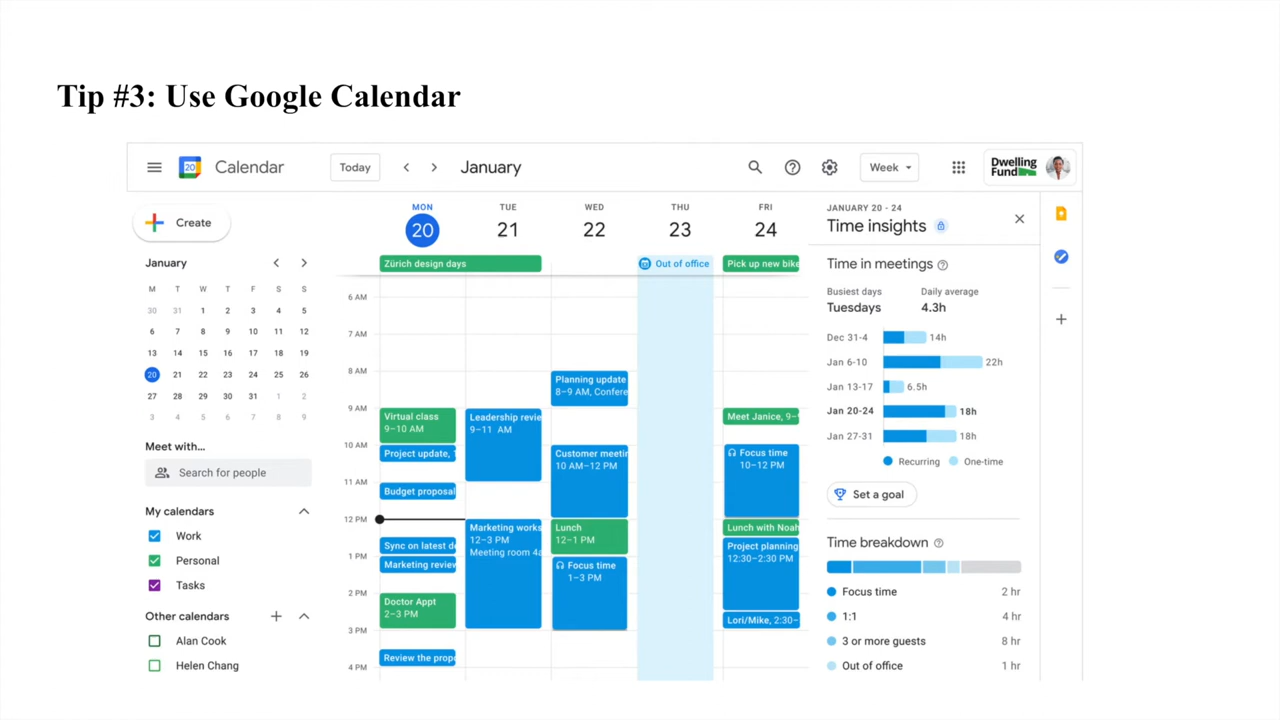 Tip #3: Use Google Calendar
20 Calendar Today January Week Dwelling Fund
Create
January
M T W T F S S
30 31 1 2 3 4 5
6 7 8 9 10 11 12
13 14 15 16 17 18 19
20 21 22 23 24 25 26
27 28 29 30 31 1 2
3 4 5 6 7 8 9
Meet with...
Search for people
My calendars
Work
Personal
Tasks
Other calendars
Alan Cook
Helen Chang
MON TUE WED THU FRI
20 21 22 23 24
Zürich design days
Out of office
Pick up new bike
6 AM
7 AM
8 AM
9 AM
10 AM
11 AM
12 PM
1 PM
2 PM
3 PM
4 PM
Virtual class
9–10 AM
Project update,
Budget proposal
Sync on latest de
Marketing review
Doctor Appt
2–3 PM
Review the propo
Leadership revie
9–11 AM
Marketing works
12–3 PM
Meeting room 4a
Planning update
8–9 AM, Confere
Customer meetin
10 AM–12 PM
Lunch
12–1 PM
Focus time
1–3 PM
Meet Janice, 9–
Focus time
10–12 PM
Lunch with Noah
Project planning
12:30–2:30 PM
Lori/Mike, 2:30–
JANUARY 20 - 24
Time insights
Time in meetings
Busiest days Daily average
Tuesdays 4.3h
Dec 31-4 14h
Jan 6-10 22h
Jan 13-17 6.5h
Jan 20-24 18h
Jan 27-31 18h
Recurring One-time
Set a goal
Time breakdown
Focus time 2 hr
1:1 4 hr
3 or more guests 8 hr
Out of office 1 hr